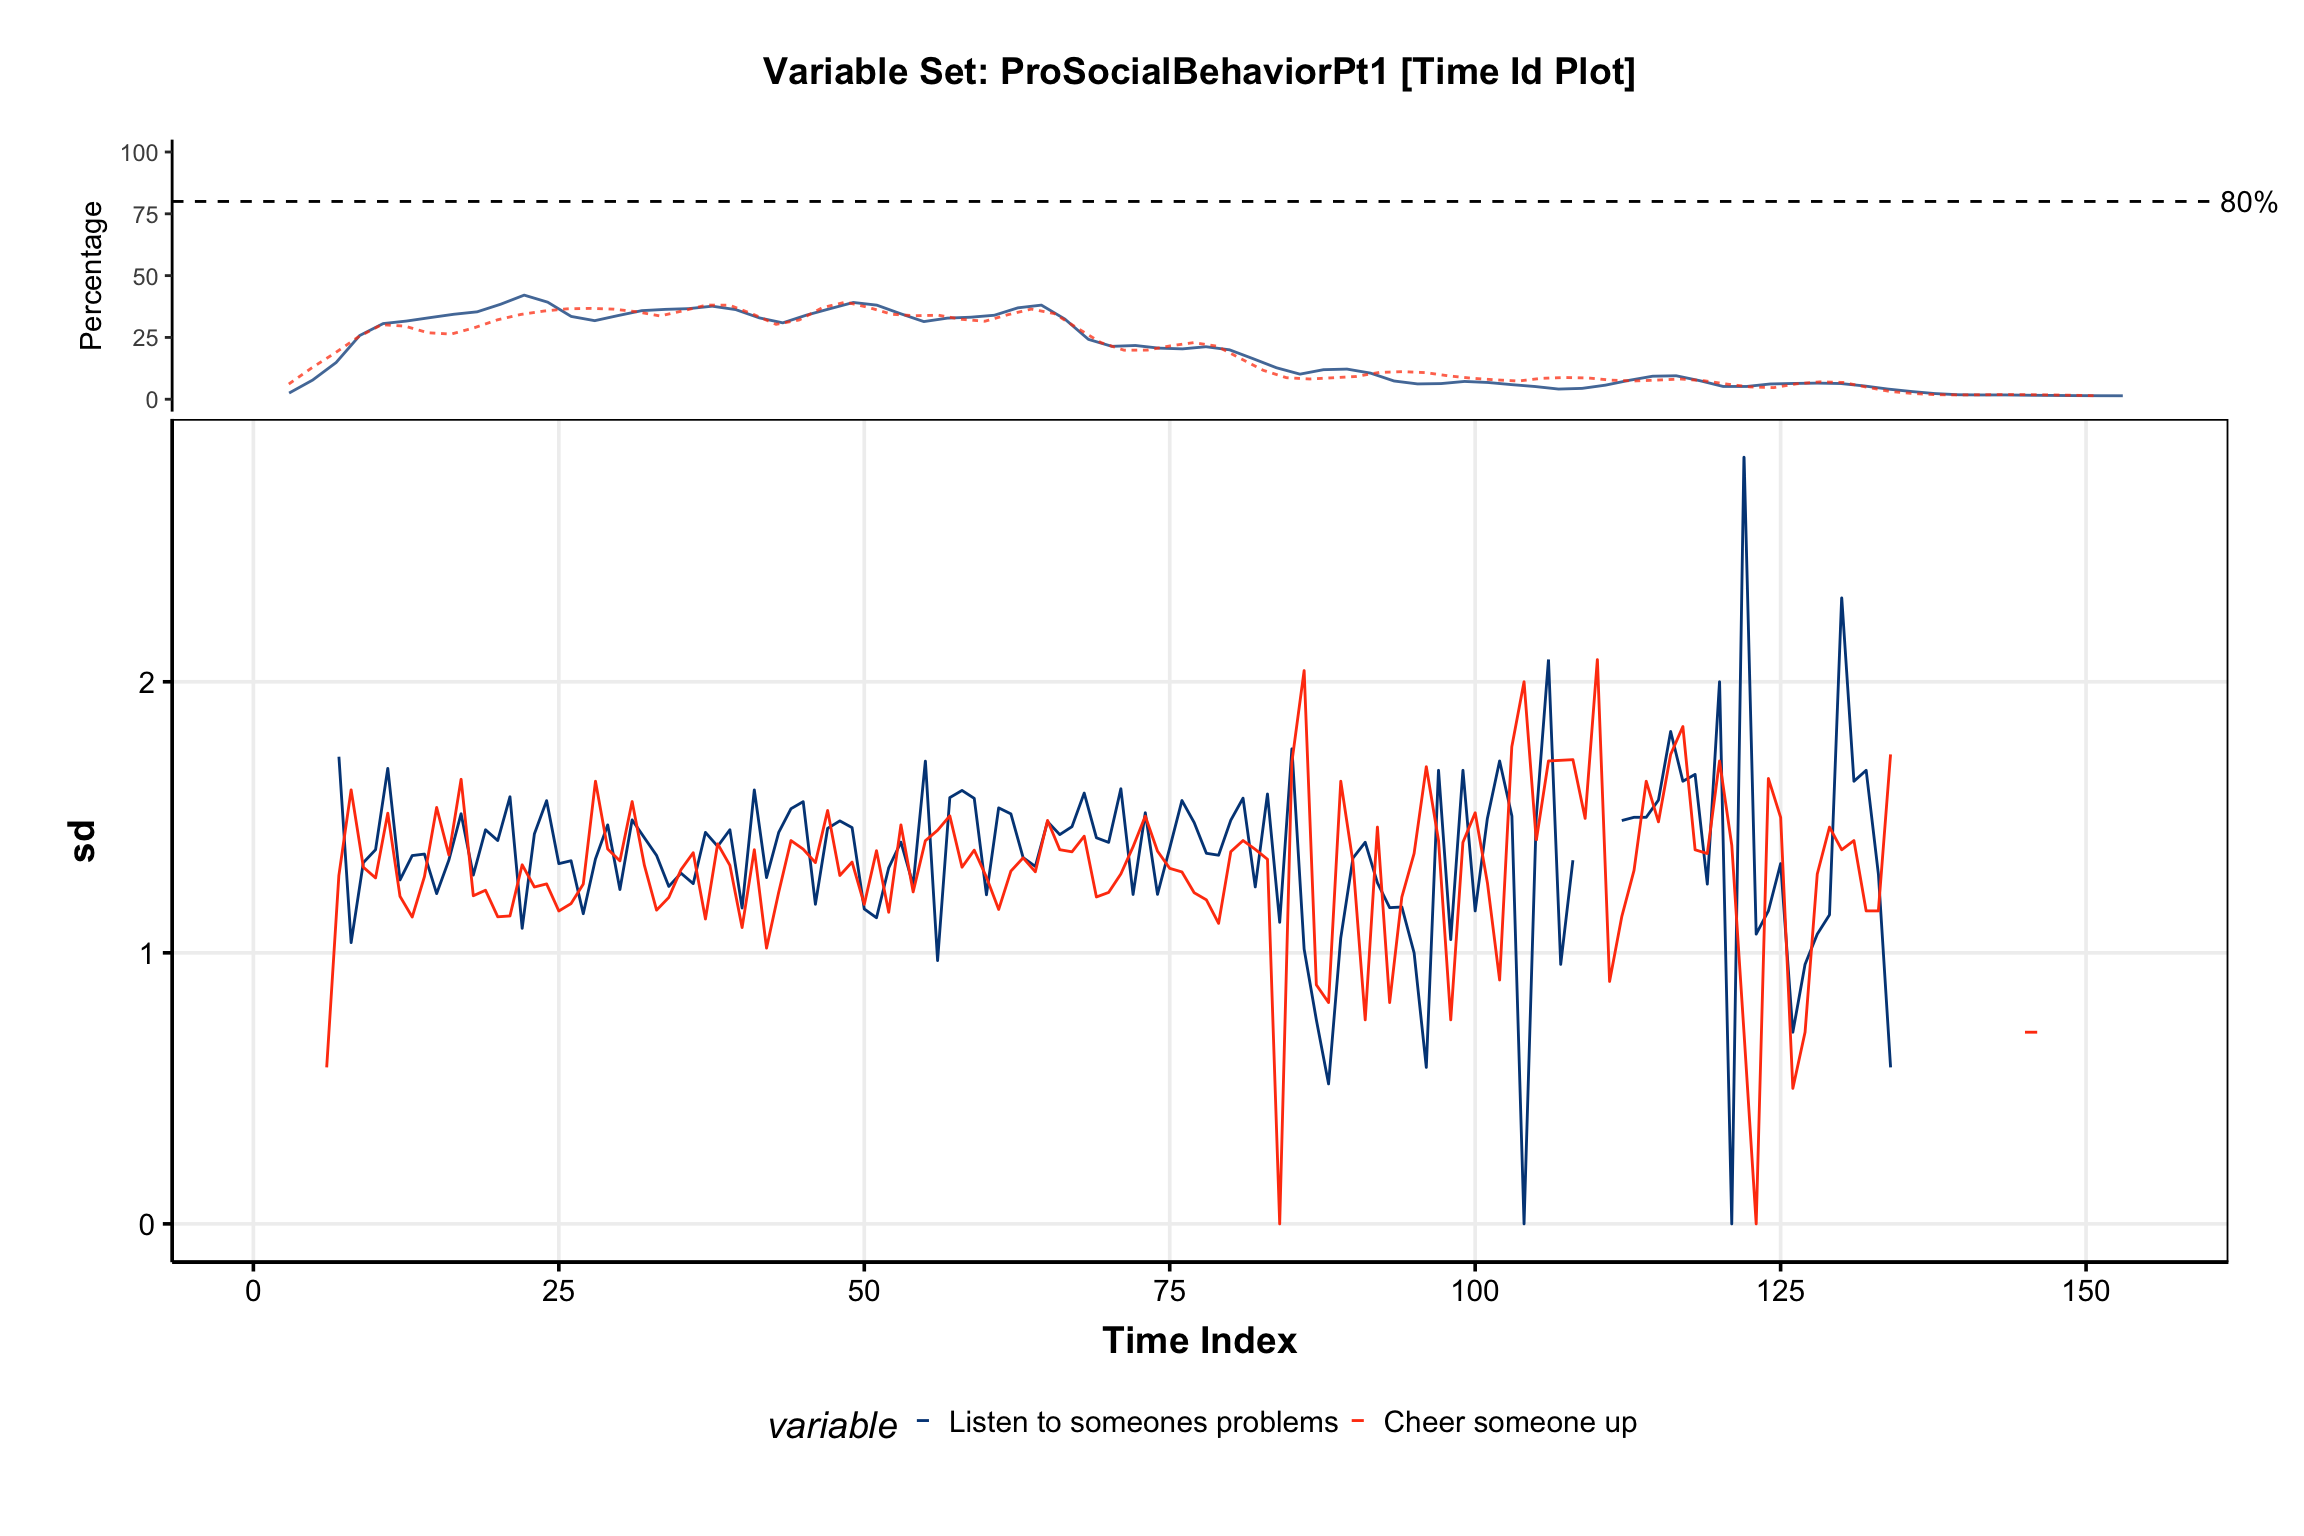 Variable Set: ProSocialBehaviorPt1 [Time Id Plot]
100
75
50
25
0
Percentage
80%
2
1
0
sd
0 25 50 75 100 125 150
Time Index
variable Listen to someones problems Cheer someone up